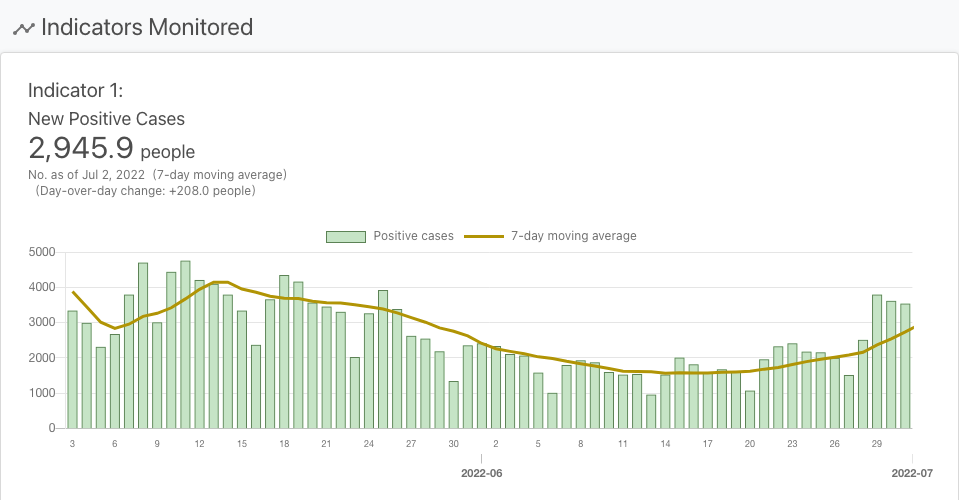 Indicators Monitored
Indicator 1:
New Positive Cases
2,945.9 people
No. as of Jul 2, 2022 (7-day moving average)
(Day-over-day change: +208.0 people)
Positive cases 7-day moving average
5000
4000
3000
2000
1000
0
3 6 9 12 15 18 21 24 27 30 2 5 8 11 14 17 20 23 26 29
2022-06 2022-07